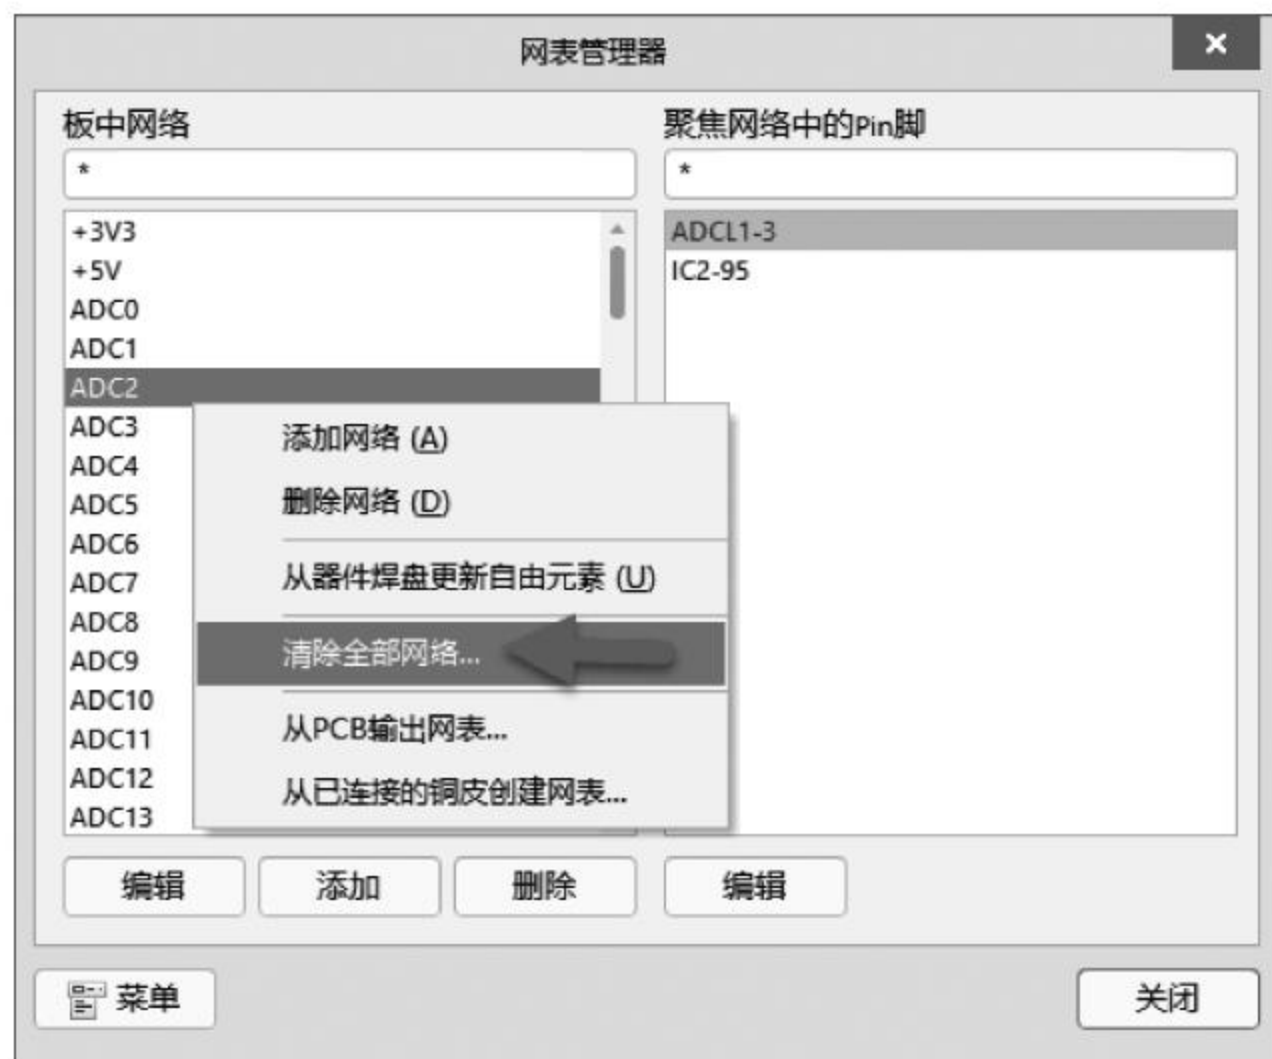 网表管理器
板中网络
*
+3V3
+5V
ADC0
ADC1
ADC2
ADC3
ADC4
ADC5
ADC6
ADC7
ADC8
ADC9
ADC10
ADC11
ADC12
ADC13
添加网络 (A)
删除网络 (D)
从器件焊盘更新自由元素 (U)
清除全部网络...
从PCB输出网表...
从已连接的铜皮创建网表...
编辑
添加
删除
聚焦网络中的Pin脚
*
ADCL1-3
IC2-95
编辑
菜单
关闭